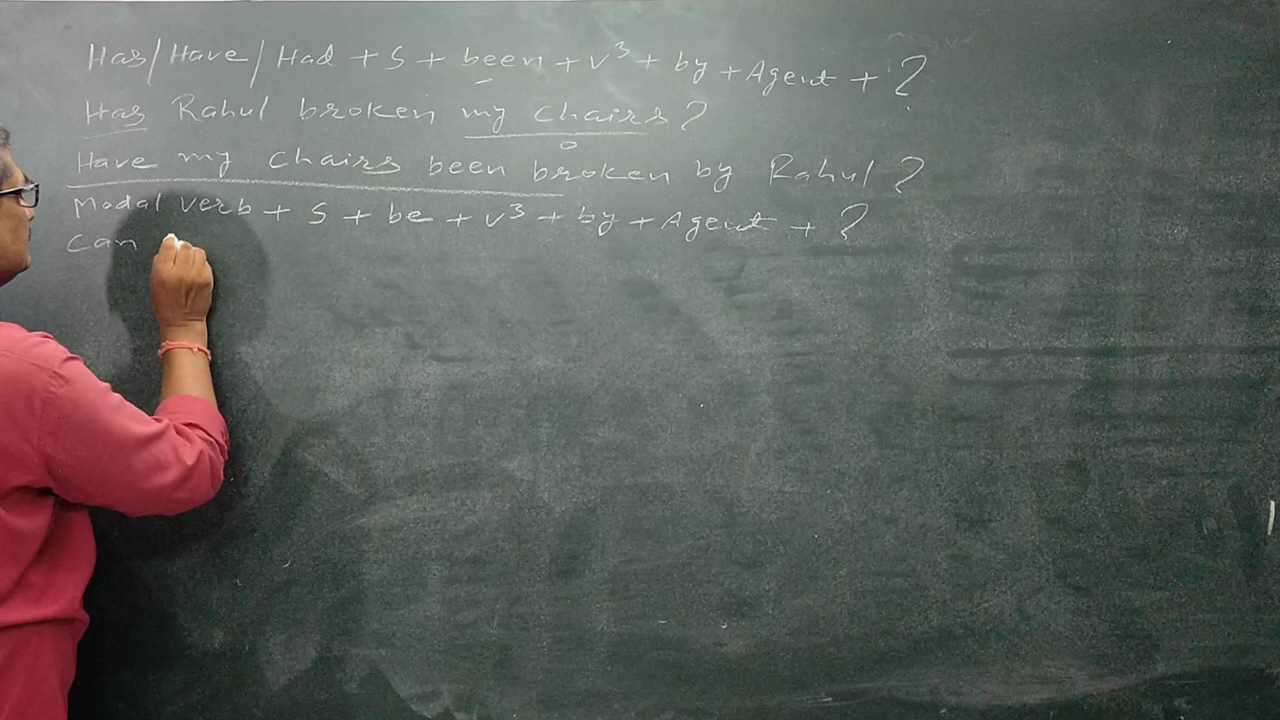 Has/Have/Had + S + been + v³ + by + Agent + ?
Has Rahul broken my chairs?
o
Have my chairs been broken by Rahul?
Modal verb + S + be + v³ + by + Agent + ?
Can